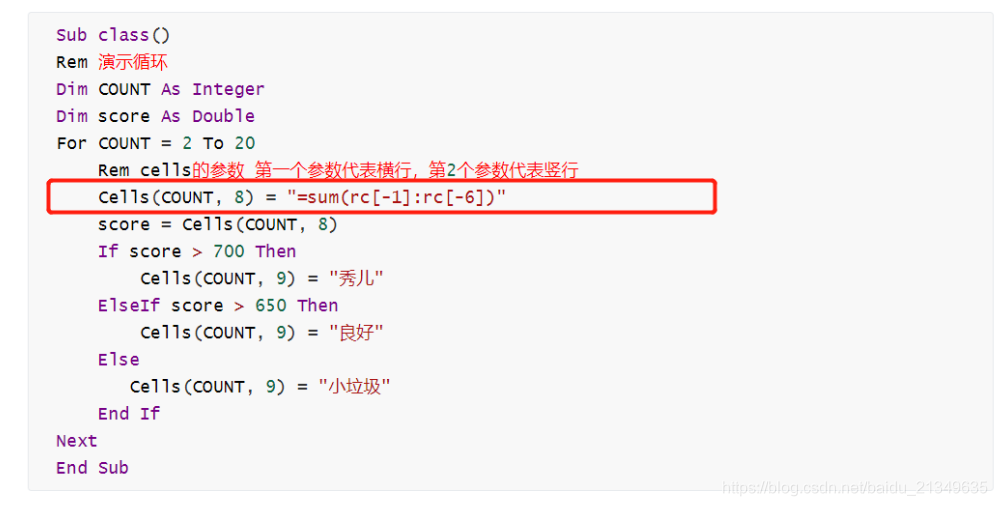 Sub class()
Rem 演示循环
Dim COUNT As Integer
Dim score As Double
For COUNT = 2 To 20
    Rem cells的参数 第一个参数代表横行，第2个参数代表竖行
    Cells(COUNT, 8) = "=sum(rc[-1]:rc[-6])"
    score = Cells(COUNT, 8)
    If score > 700 Then
        Cells(COUNT, 9) = "秀儿"
    ElseIf score > 650 Then
        Cells(COUNT, 9) = "良好"
    Else
       Cells(COUNT, 9) = "小垃圾"
    End If
Next
End Sub
https://blog.csdn.net/baidu_21349635